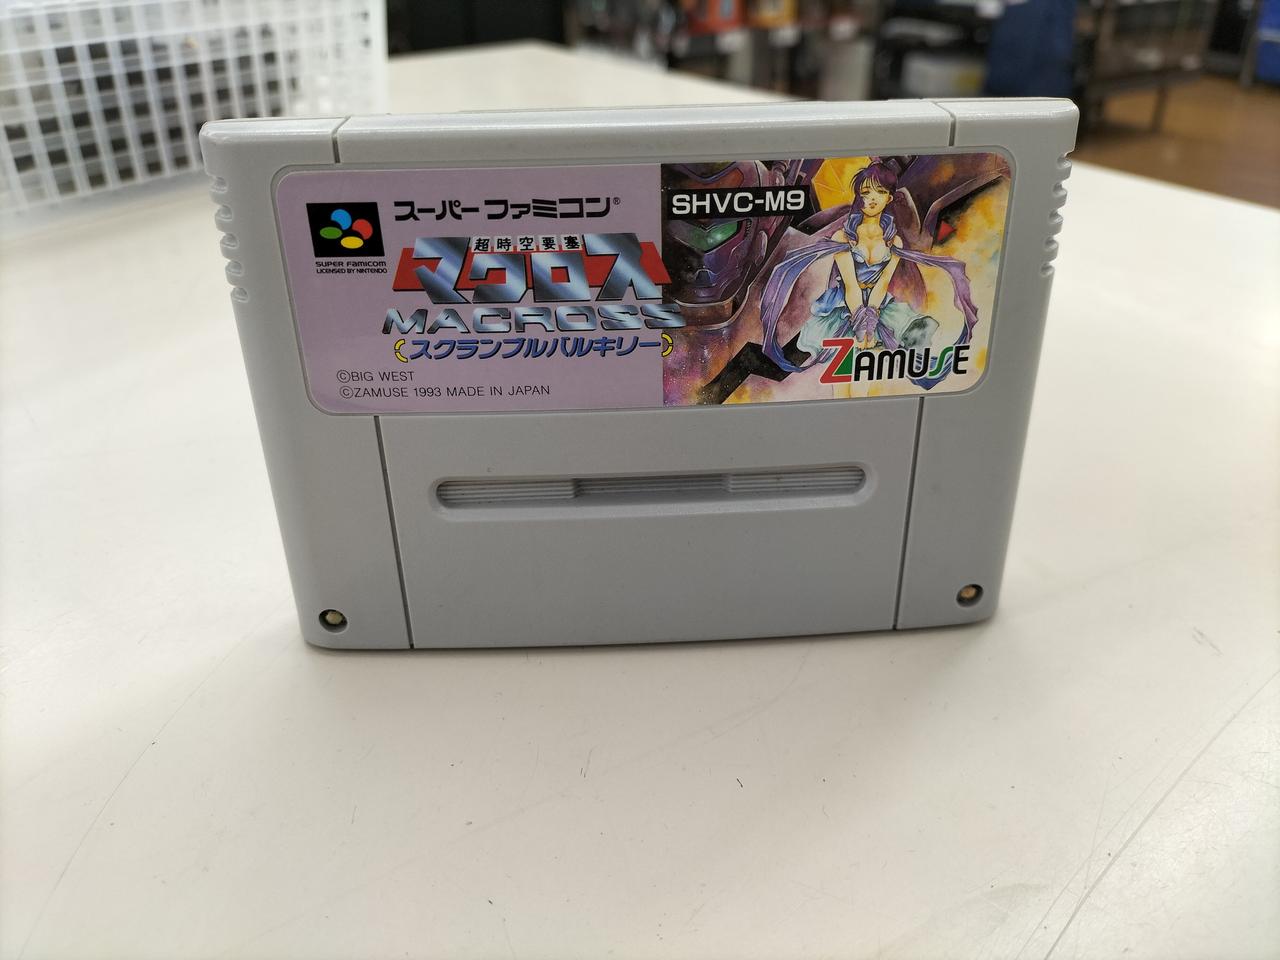 スーパーファミコン®
SUPER FAMICOM
LICENSED BY NINTENDO
超時空要塞
マクロス
MACROSS
スクランブルバルキリー
©BIG WEST
©ZAMUSE 1993 MADE IN JAPAN
SHVC-M9
ZAMUSE